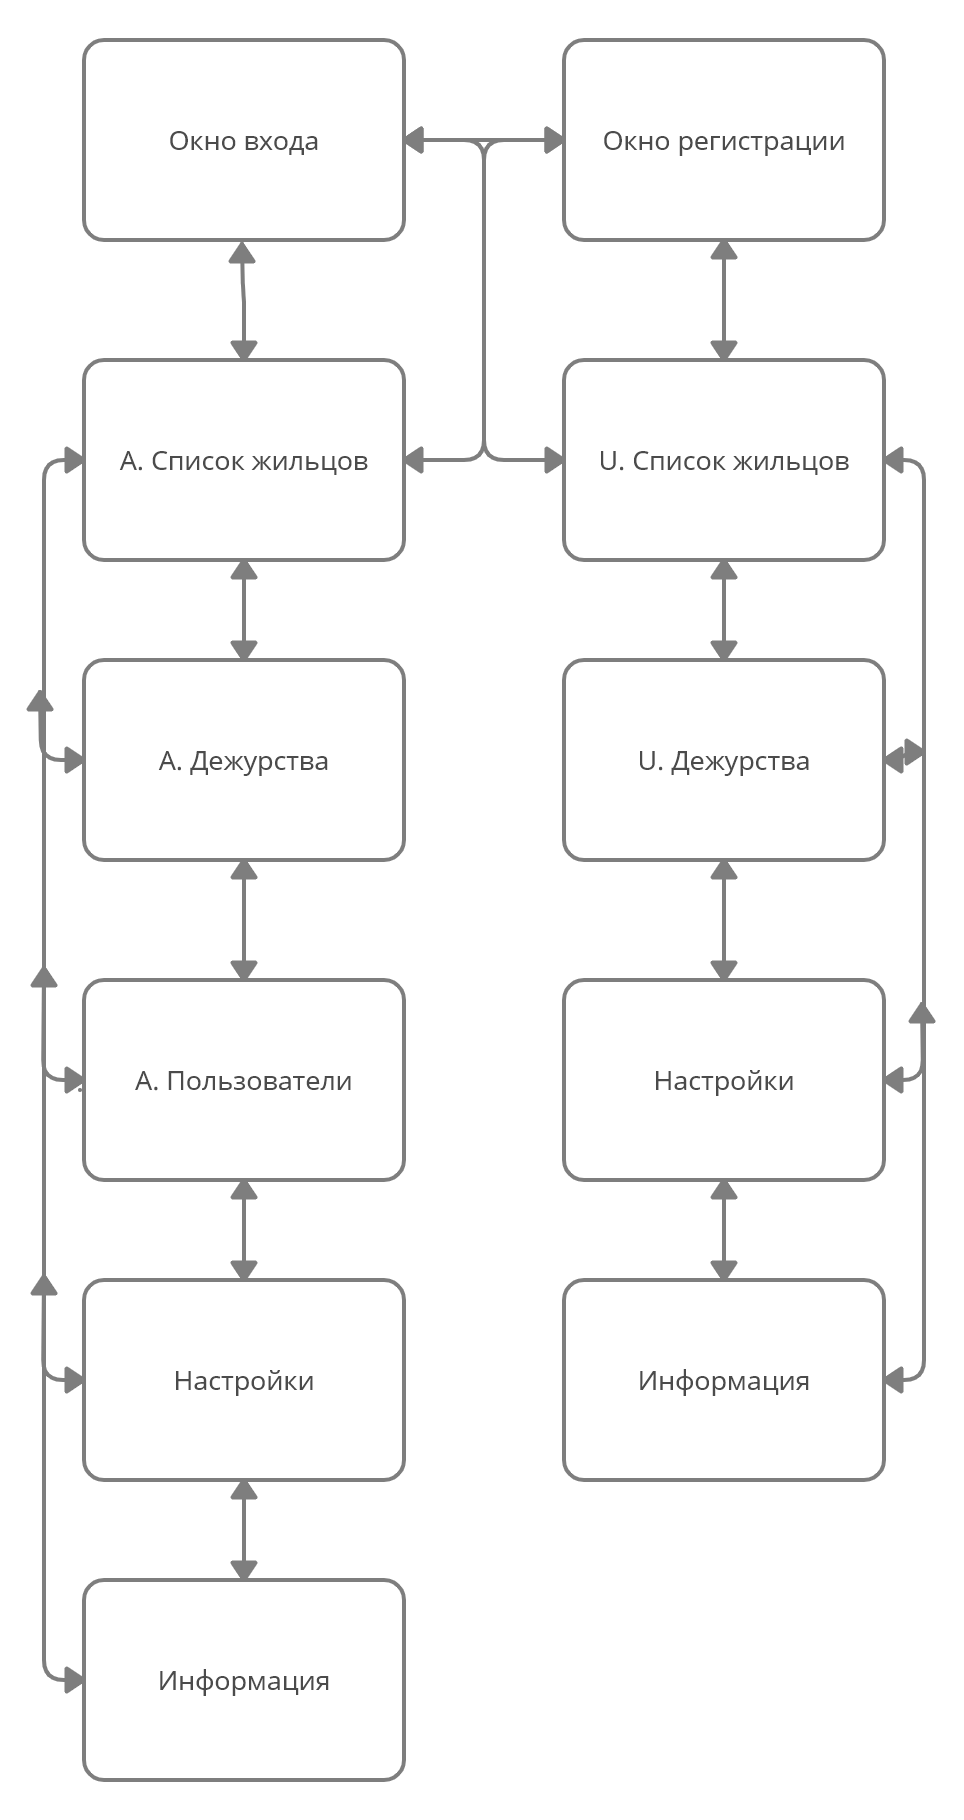 Окно входа
Окно регистрации
А. Список жильцов
U. Список жильцов
А. Дежурства
U. Дежурства
А. Пользователи
Настройки
Настройки
Информация
Информация